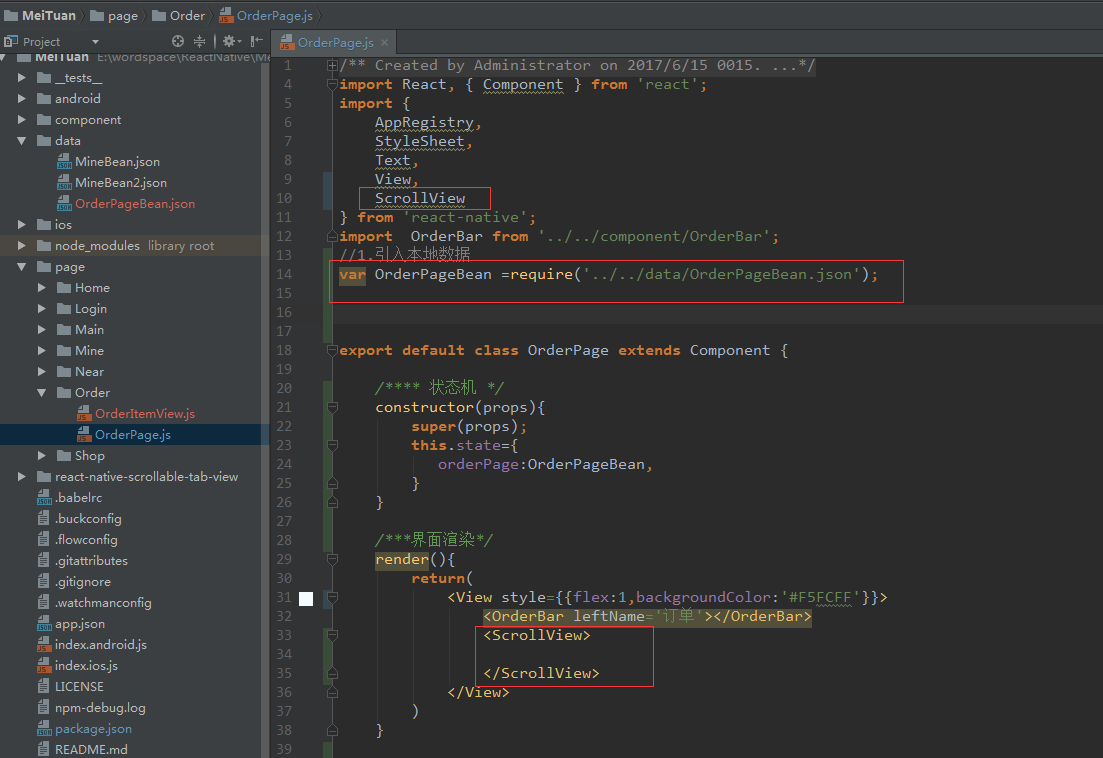 MeiTuan page Order OrderPage.js
Project
OrderPage.js
MeiTuan E:\wordspace\ReactNative\Me
__tests__
android
component
data
MineBean.json
MineBean2.json
OrderPageBean.json
ios
node_modules library root
page
Home
Login
Main
Mine
Near
Order
OrderItemView.js
OrderPage.js
Shop
react-native-scrollable-tab-view
.babelrc
.buckconfig
.flowconfig
.gitattributes
.gitignore
.watchmanconfig
app.json
index.android.js
index.ios.js
LICENSE
npm-debug.log
package.json
README.md
1 /** Created by Administrator on 2017/6/15 0015. ...*/
4 import React, { Component } from 'react';
5 import {
6 AppRegistry,
7 StyleSheet,
8 Text,
9 View,
10 ScrollView
11 } from 'react-native';
12 import  OrderBar from '../../component/OrderBar';
13 //1.引入本地数据
14 var OrderPageBean =require('../../data/OrderPageBean.json');
15
16
17
18 export default class OrderPage extends Component {
19
20 /**** 状态机 */
21 constructor(props){
22 super(props);
23 this.state={
24 orderPage:OrderPageBean,
25 }
26 }
27
28 /***界面渲染*/
29 render(){
30 return(
31 <View style={{flex:1,backgroundColor:'#F5FCFF'}}>
32 <OrderBar leftName='订单'></OrderBar>
33 <ScrollView>
34
35 </ScrollView>
36 </View>
37 )
38 }
39